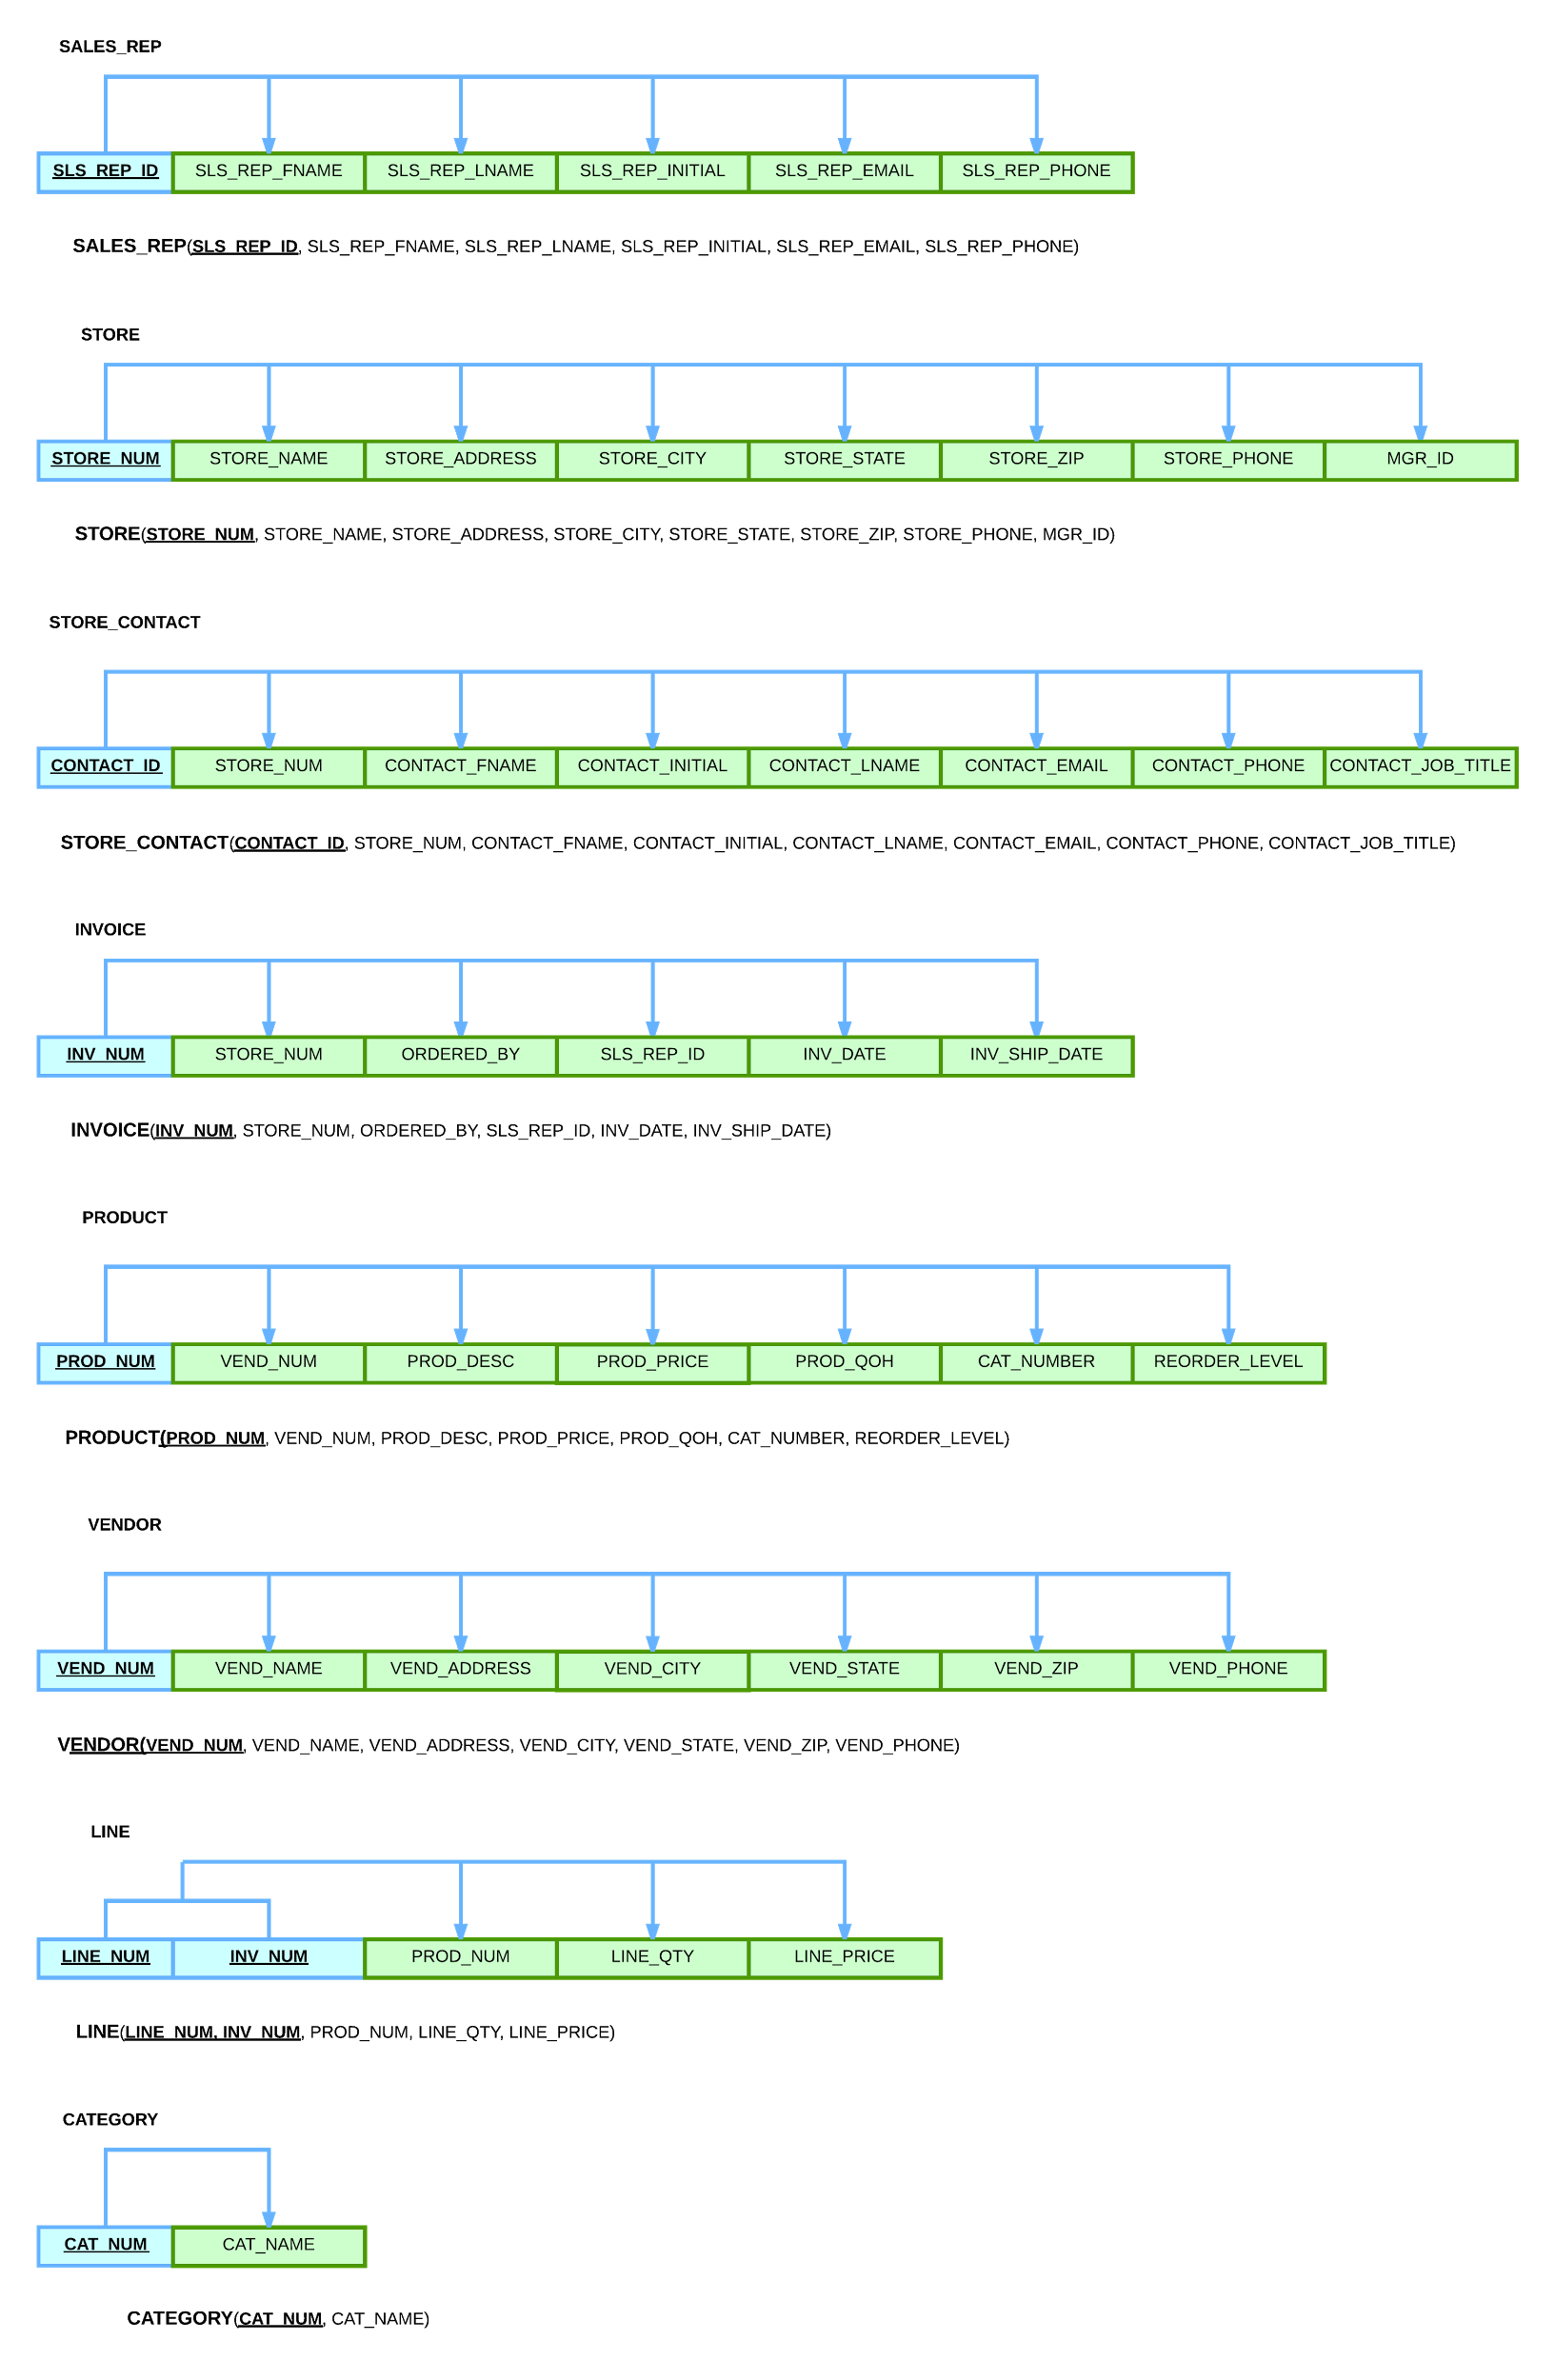 SALES_REP
SLS_REP_ID SLS_REP_FNAME SLS_REP_LNAME SLS_REP_INITIAL SLS_REP_EMAIL SLS_REP_PHONE
SALES_REP(SLS_REP_ID, SLS_REP_FNAME, SLS_REP_LNAME, SLS_REP_INITIAL, SLS_REP_EMAIL, SLS_REP_PHONE)
STORE
STORE_NUM STORE_NAME STORE_ADDRESS STORE_CITY STORE_STATE STORE_ZIP STORE_PHONE MGR_ID
STORE(STORE_NUM, STORE_NAME, STORE_ADDRESS, STORE_CITY, STORE_STATE, STORE_ZIP, STORE_PHONE, MGR_ID)
STORE_CONTACT
CONTACT_ID STORE_NUM CONTACT_FNAME CONTACT_INITIAL CONTACT_LNAME CONTACT_EMAIL CONTACT_PHONE CONTACT_JOB_TITLE
STORE_CONTACT(CONTACT_ID, STORE_NUM, CONTACT_FNAME, CONTACT_INITIAL, CONTACT_LNAME, CONTACT_EMAIL, CONTACT_PHONE, CONTACT_JOB_TITLE)
INVOICE
INV_NUM STORE_NUM ORDERED_BY SLS_REP_ID INV_DATE INV_SHIP_DATE
INVOICE(INV_NUM, STORE_NUM, ORDERED_BY, SLS_REP_ID, INV_DATE, INV_SHIP_DATE)
PRODUCT
PROD_NUM VEND_NUM PROD_DESC PROD_PRICE PROD_QOH CAT_NUMBER REORDER_LEVEL
PRODUCT(PROD_NUM, VEND_NUM, PROD_DESC, PROD_PRICE, PROD_QOH, CAT_NUMBER, REORDER_LEVEL)
VENDOR
VEND_NUM VEND_NAME VEND_ADDRESS VEND_CITY VEND_STATE VEND_ZIP VEND_PHONE
VENDOR(VEND_NUM, VEND_NAME, VEND_ADDRESS, VEND_CITY, VEND_STATE, VEND_ZIP, VEND_PHONE)
LINE
LINE_NUM INV_NUM PROD_NUM LINE_QTY LINE_PRICE
LINE(LINE_NUM, INV_NUM, PROD_NUM, LINE_QTY, LINE_PRICE)
CATEGORY
CAT_NUM CAT_NAME
CATEGORY(CAT_NUM, CAT_NAME)